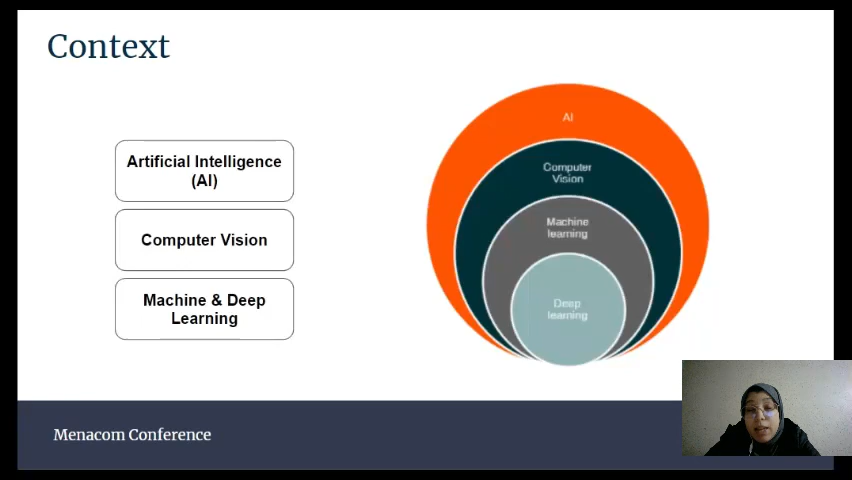 Context
Artificial Intelligence
(AI)
Computer Vision
Machine & Deep
Learning
AI
Computer
Vision
Machine
learning
Deep
learning
Menacom Conference